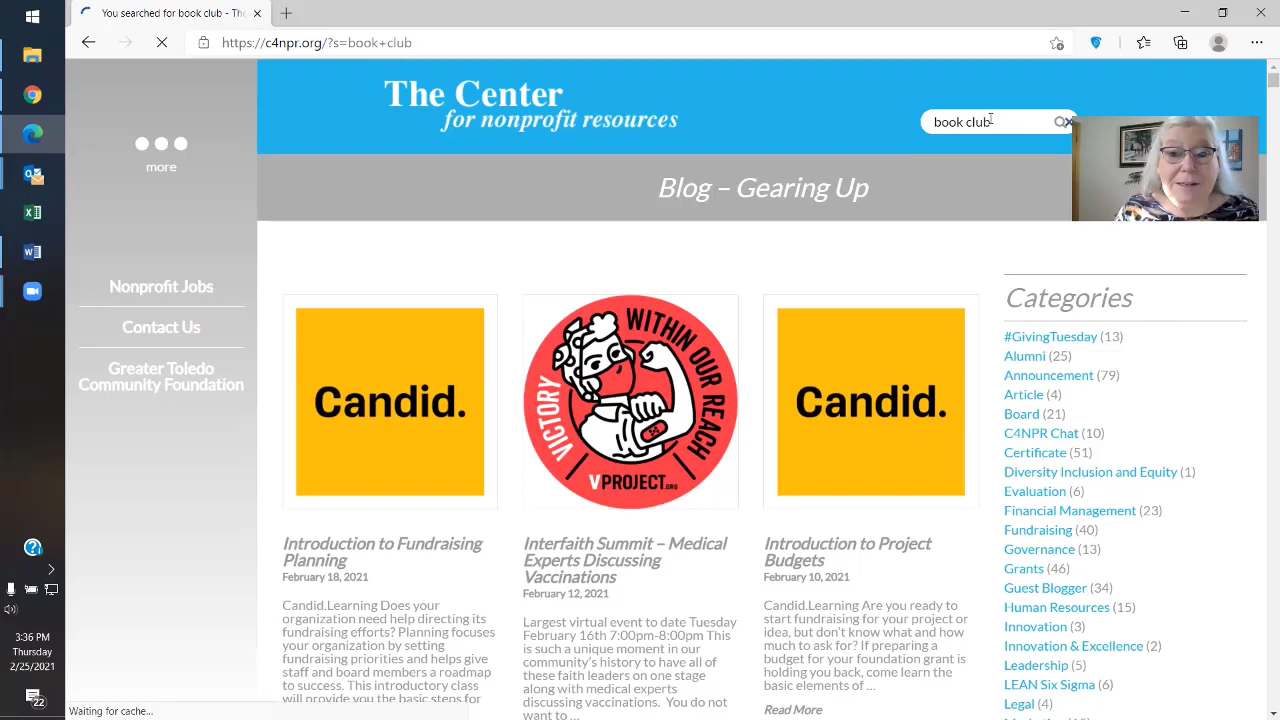 You searched for book club - T
https://c4npr.org/?s=book+club
The Center
for nonprofit resources
book club
more
Blog – Gearing Up
Nonprofit Jobs
Contact Us
Greater Toledo
Community Foundation
Candid.
VICTORY WITHIN OUR REACH
VPROJECT.ORG
Candid.
Introduction to Fundraising
Planning
February 18, 2021
Candid.Learning Does your
organization need help directing its
fundraising efforts? Planning focuses
your organization by setting
fundraising priorities and helps give
staff and board members a roadmap
to success. This introductory class
will provide you the basic steps for
Interfaith Summit – Medical
Experts Discussing
Vaccinations
February 12, 2021
Largest virtual event to date Tuesday
February 16th 7:00pm-8:00pm This
is such a unique moment in our
community's history to have all of
these faith leaders on one stage
along with medical experts
discussing vaccinations.  You do not
want to ...
Introduction to Project
Budgets
February 10, 2021
Candid.Learning Are you ready to
start fundraising for your project or
idea, but don't know what and how
much to ask for? If preparing a
budget for your foundation grant is
holding you back, come learn the
basic elements of ...
Read More
Categories
#GivingTuesday (13)
Alumni (25)
Announcement (79)
Article (4)
Board (21)
C4NPR Chat (10)
Certificate (51)
Diversity Inclusion and Equity (1)
Evaluation (6)
Financial Management (23)
Fundraising (40)
Governance (13)
Grants (46)
Guest Blogger (34)
Human Resources (15)
Innovation (3)
Innovation & Excellence (2)
Leadership (5)
LEAN Six Sigma (6)
Legal (4)
3:36 PM
Thursday
2/25/2021
22
Waiting for cache...